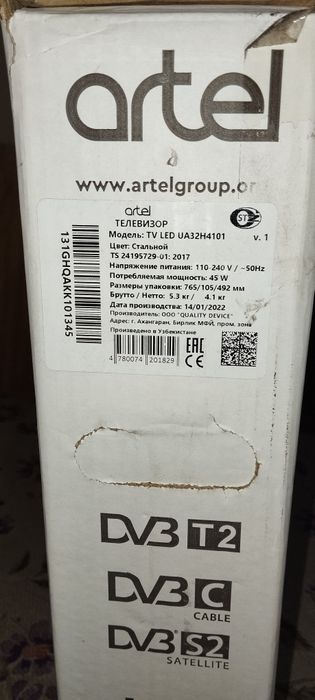 artel
www.artelgroup.or
artel
ТЕЛЕВИЗОР
Модель: TV LED UA32H4101 v. 1
Цвет: Стальной
TS 24195729-01: 2017
Напряжение питания: 110-240 V / ~50Hz
Потребляемая мощность: 45 W
Размеры упаковки: 765/105/492 мм
Брутто / Нетто: 5.3 кг / 4.1 кг
Дата производства: 14/01/2022
Производитель: ООО "QUALITY DEVICE"
Адрес: г. Ахангаран, Бирлик МФЙ, пром. зона
Произведено в Узбекистане
4 780074 201829
EAC
131GHQAKK101345
DVB T2
DVB C
CABLE
DVB S2
SATELLITE